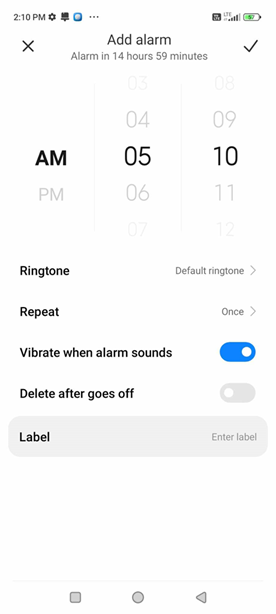 2:10 PM
LTE
Add alarm
Alarm in 14 hours 59 minutes
03 08
04 09
AM 05 10
PM 06 11
07 12
Ringtone Default ringtone
Repeat Once
Vibrate when alarm sounds
Delete after goes off
Label Enter label